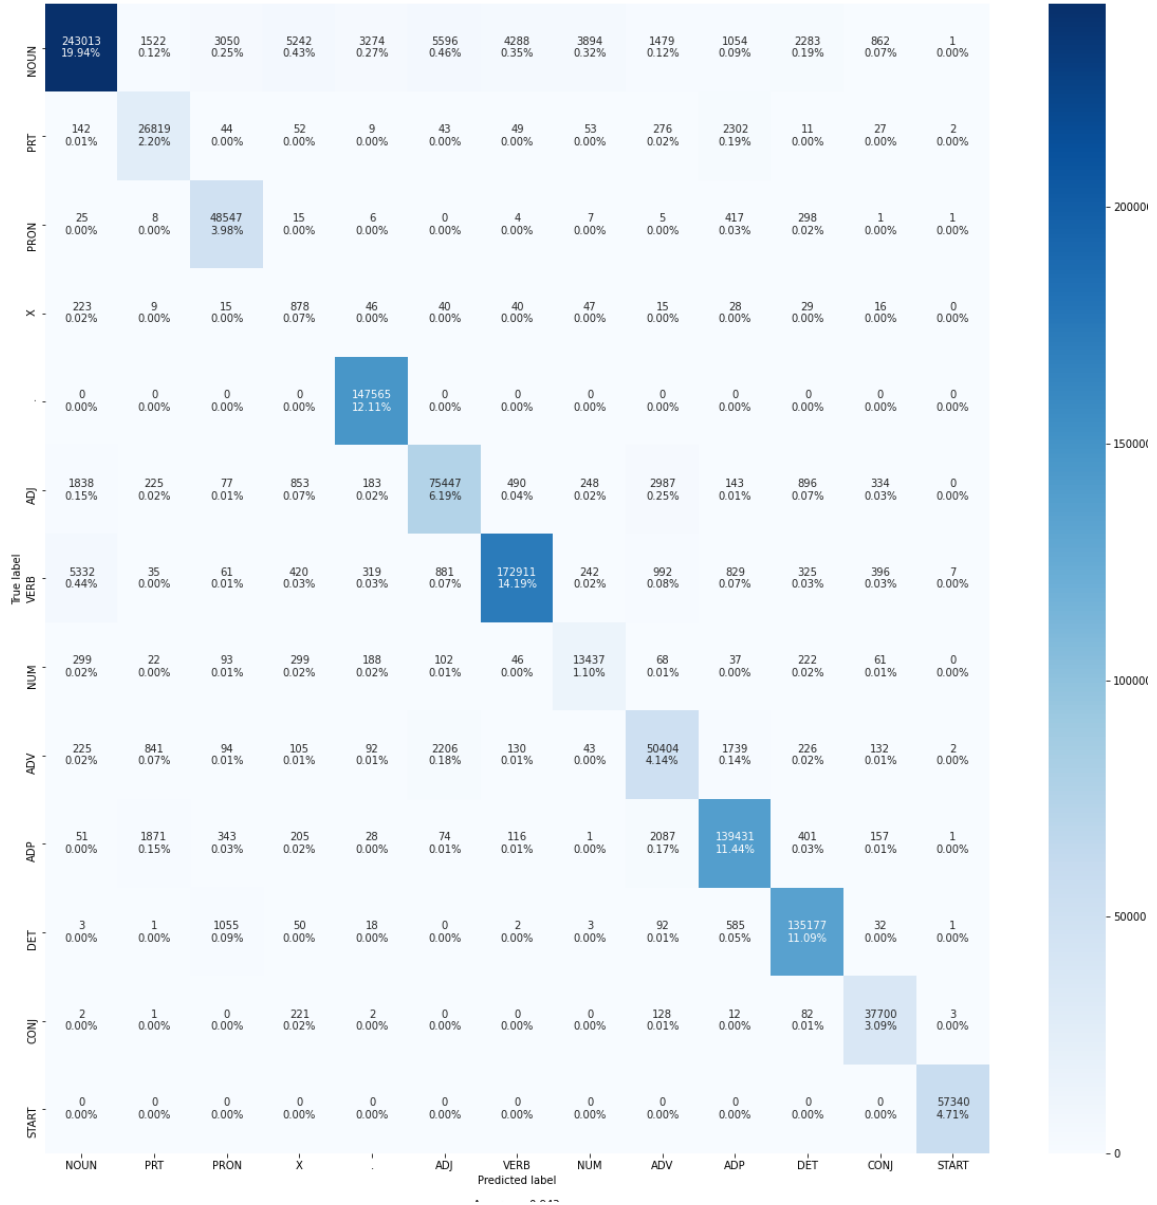 243013 1522 3050 5242 3274 5596 4288 3894 1479 1054 2283 862 1
NOUN 19.94% 0.12% 0.25% 0.43% 0.27% 0.46% 0.35% 0.32% 0.12% 0.09% 0.19% 0.07% 0.00%
142 26819 44 52 9 43 49 53 276 2302 11 27 2
PRT 0.01% 2.20% 0.00% 0.00% 0.00% 0.00% 0.00% 0.00% 0.02% 0.19% 0.00% 0.00% 0.00%
200000
25 8 48547 15 6 0 4 7 5 417 298 1 1
PRON 0.00% 0.00% 3.98% 0.00% 0.00% 0.00% 0.00% 0.00% 0.00% 0.03% 0.02% 0.00% 0.00%
223 9 15 878 46 40 40 47 15 28 29 16 0
X 0.02% 0.00% 0.00% 0.07% 0.00% 0.00% 0.00% 0.00% 0.00% 0.00% 0.00% 0.00% 0.00%
0 0 0 0 147565 0 0 0 0 0 0 0 0
. 0.00% 0.00% 0.00% 0.00% 12.11% 0.00% 0.00% 0.00% 0.00% 0.00% 0.00% 0.00% 0.00%
150000
1838 225 77 853 183 75447 490 248 2987 143 896 334 0
ADJ 0.15% 0.02% 0.01% 0.07% 0.02% 6.19% 0.04% 0.02% 0.25% 0.01% 0.07% 0.03% 0.00%
True label
5332 35 61 420 319 881 172911 242 992 829 325 396 7
VERB 0.44% 0.00% 0.01% 0.03% 0.03% 0.07% 14.19% 0.02% 0.08% 0.07% 0.03% 0.03% 0.00%
299 22 93 299 188 102 46 13437 68 37 222 61 0
NUM 0.02% 0.00% 0.01% 0.02% 0.02% 0.01% 0.00% 1.10% 0.01% 0.00% 0.02% 0.01% 0.00%
100000
225 841 94 105 92 2206 130 43 50404 1739 226 132 2
ADV 0.02% 0.07% 0.01% 0.01% 0.01% 0.18% 0.01% 0.00% 4.14% 0.14% 0.02% 0.01% 0.00%
51 1871 343 205 28 74 116 1 2087 139431 401 157 1
ADP 0.00% 0.15% 0.03% 0.02% 0.00% 0.01% 0.01% 0.00% 0.17% 11.44% 0.03% 0.01% 0.00%
50000
3 1 1055 50 18 0 2 3 92 585 135177 32 1
DET 0.00% 0.00% 0.09% 0.00% 0.00% 0.00% 0.00% 0.00% 0.01% 0.05% 11.09% 0.00% 0.00%
2 1 0 221 2 0 0 0 128 12 82 37700 3
CONJ 0.00% 0.00% 0.00% 0.02% 0.00% 0.00% 0.00% 0.00% 0.01% 0.00% 0.01% 3.09% 0.00%
0 0 0 0 0 0 0 0 0 0 0 0 57340
START 0.00% 0.00% 0.00% 0.00% 0.00% 0.00% 0.00% 0.00% 0.00% 0.00% 0.00% 0.00% 4.71%
0
NOUN PRT PRON X . ADJ VERB NUM ADV ADP DET CONJ START
Predicted label